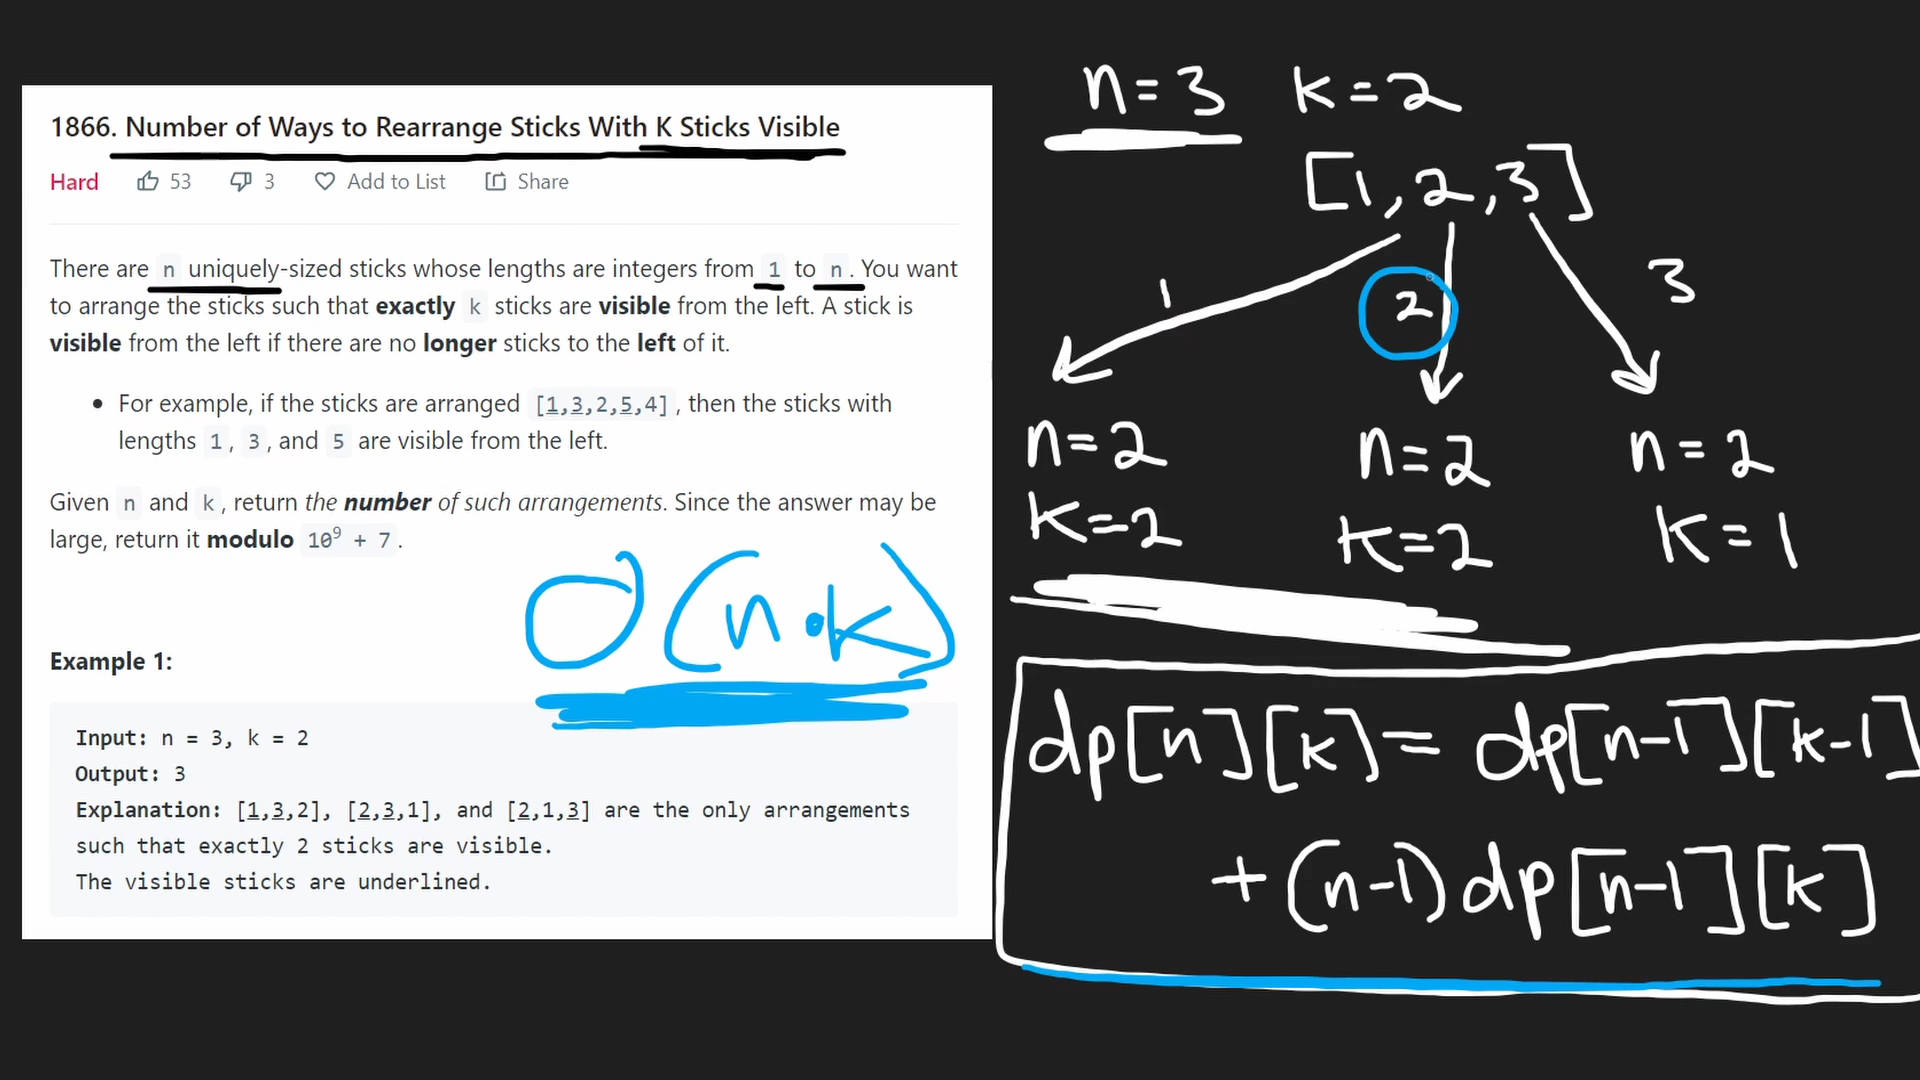 1866. Number of Ways to Rearrange Sticks With K Sticks Visible
Hard 53 3 Add to List Share
There are n uniquely-sized sticks whose lengths are integers from 1 to n. You want
to arrange the sticks such that exactly k sticks are visible from the left. A stick is
visible from the left if there are no longer sticks to the left of it.
• For example, if the sticks are arranged [1,3,2,5,4], then the sticks with
lengths 1, 3, and 5 are visible from the left.
Given n and k, return the number of such arrangements. Since the answer may be
large, return it modulo 10⁹ + 7.
O(n•k)
Example 1:
Input: n = 3, k = 2
Output: 3
Explanation: [1,3,2], [2,3,1], and [2,1,3] are the only arrangements
such that exactly 2 sticks are visible.
The visible sticks are underlined.
n=3 k=2
[1,2,3]
1 2 3
n=2 n=2 n=2
k=2 k=2 k=1
dp[n][k]= dp[n-1][k-1]
+(n-1)dp[n-1][k]